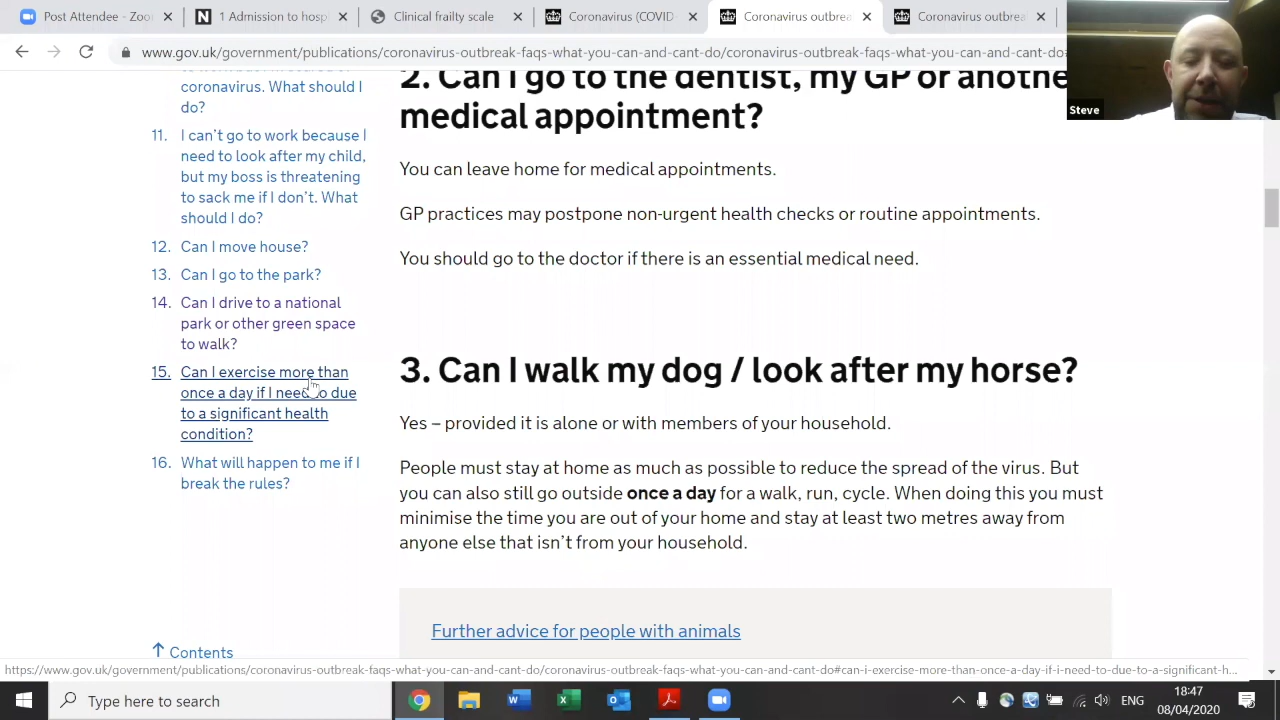 Post Attendee - Zoo
1 Admission to hosp
Clinical frailty scale
Coronavirus (COVID-
Coronavirus outbrea
Coronavirus outbrea
www.gov.uk/government/publications/coronavirus-outbreak-faqs-what-you-can-and-cant-do/coronavirus-outbreak-faqs-what-you-can-and-cant-do#
Steve
coronavirus. What should I
do?
11. I can't go to work because I
need to look after my child,
but my boss is threatening
to sack me if I don't. What
should I do?
12. Can I move house?
13. Can I go to the park?
14. Can I drive to a national
park or other green space
to walk?
15. Can I exercise more than
once a day if I need to due
to a significant health
condition?
16. What will happen to me if I
break the rules?
↑ Contents
2. Can I go to the dentist, my GP or anothe
medical appointment?
You can leave home for medical appointments.
GP practices may postpone non-urgent health checks or routine appointments.
You should go to the doctor if there is an essential medical need.
3. Can I walk my dog / look after my horse?
Yes – provided it is alone or with members of your household.
People must stay at home as much as possible to reduce the spread of the virus. But
you can also still go outside once a day for a walk, run, cycle. When doing this you must
minimise the time you are out of your home and stay at least two metres away from
anyone else that isn't from your household.
Further advice for people with animals
https://www.gov.uk/government/publications/coronavirus-outbreak-faqs-what-you-can-and-cant-do/coronavirus-outbreak-faqs-what-you-can-and-cant-do#can-i-exercise-more-than-once-a-day-if-i-need-to-due-to-a-significant-h...
Type here to search
ENG
18:47
08/04/2020